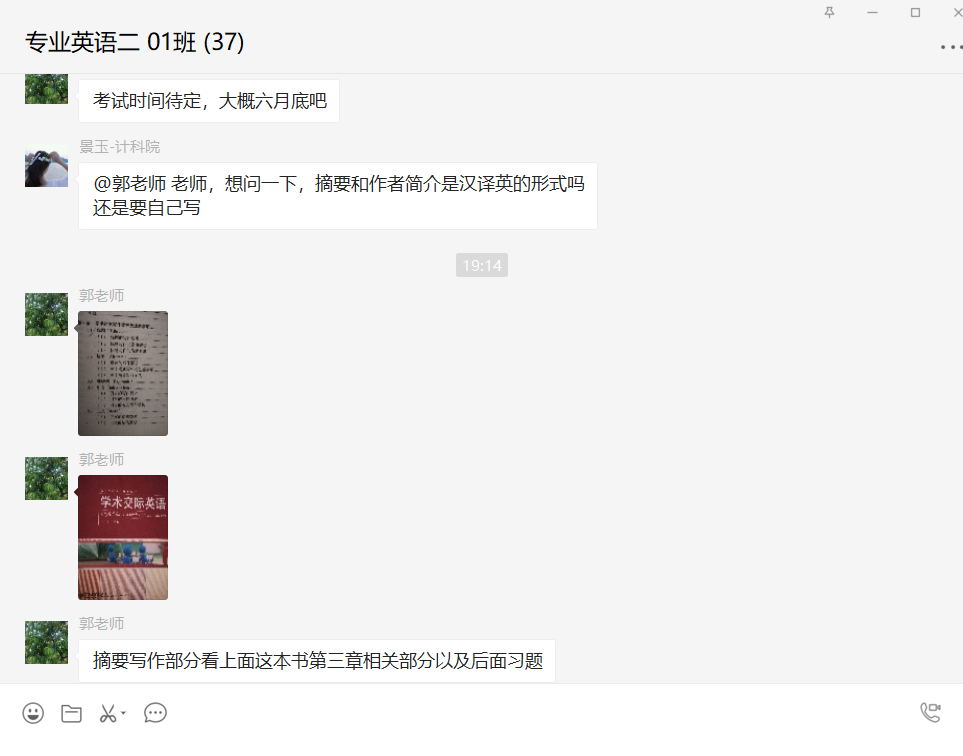 专业英语二 01班 (37)
考试时间待定，大概六月底吧
景玉-计科院
@郭老师 老师，想问一下，摘要和作者简介是汉译英的形式吗
还是要自己写
19:14
郭老师
郭老师
学术交际英语
郭老师
摘要写作部分看上面这本书第三章相关部分以及后面习题